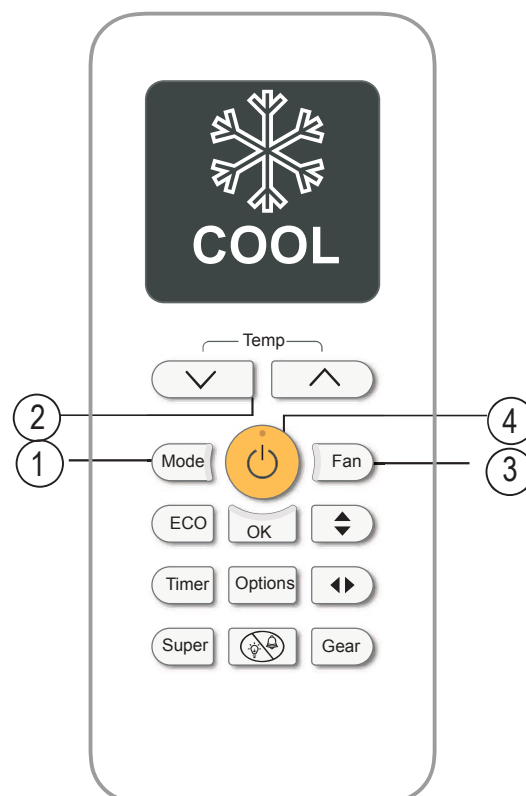 COOL
Temp
2
4
1
Mode
Fan
3
ECO
OK
Timer
Options
Super
Gear